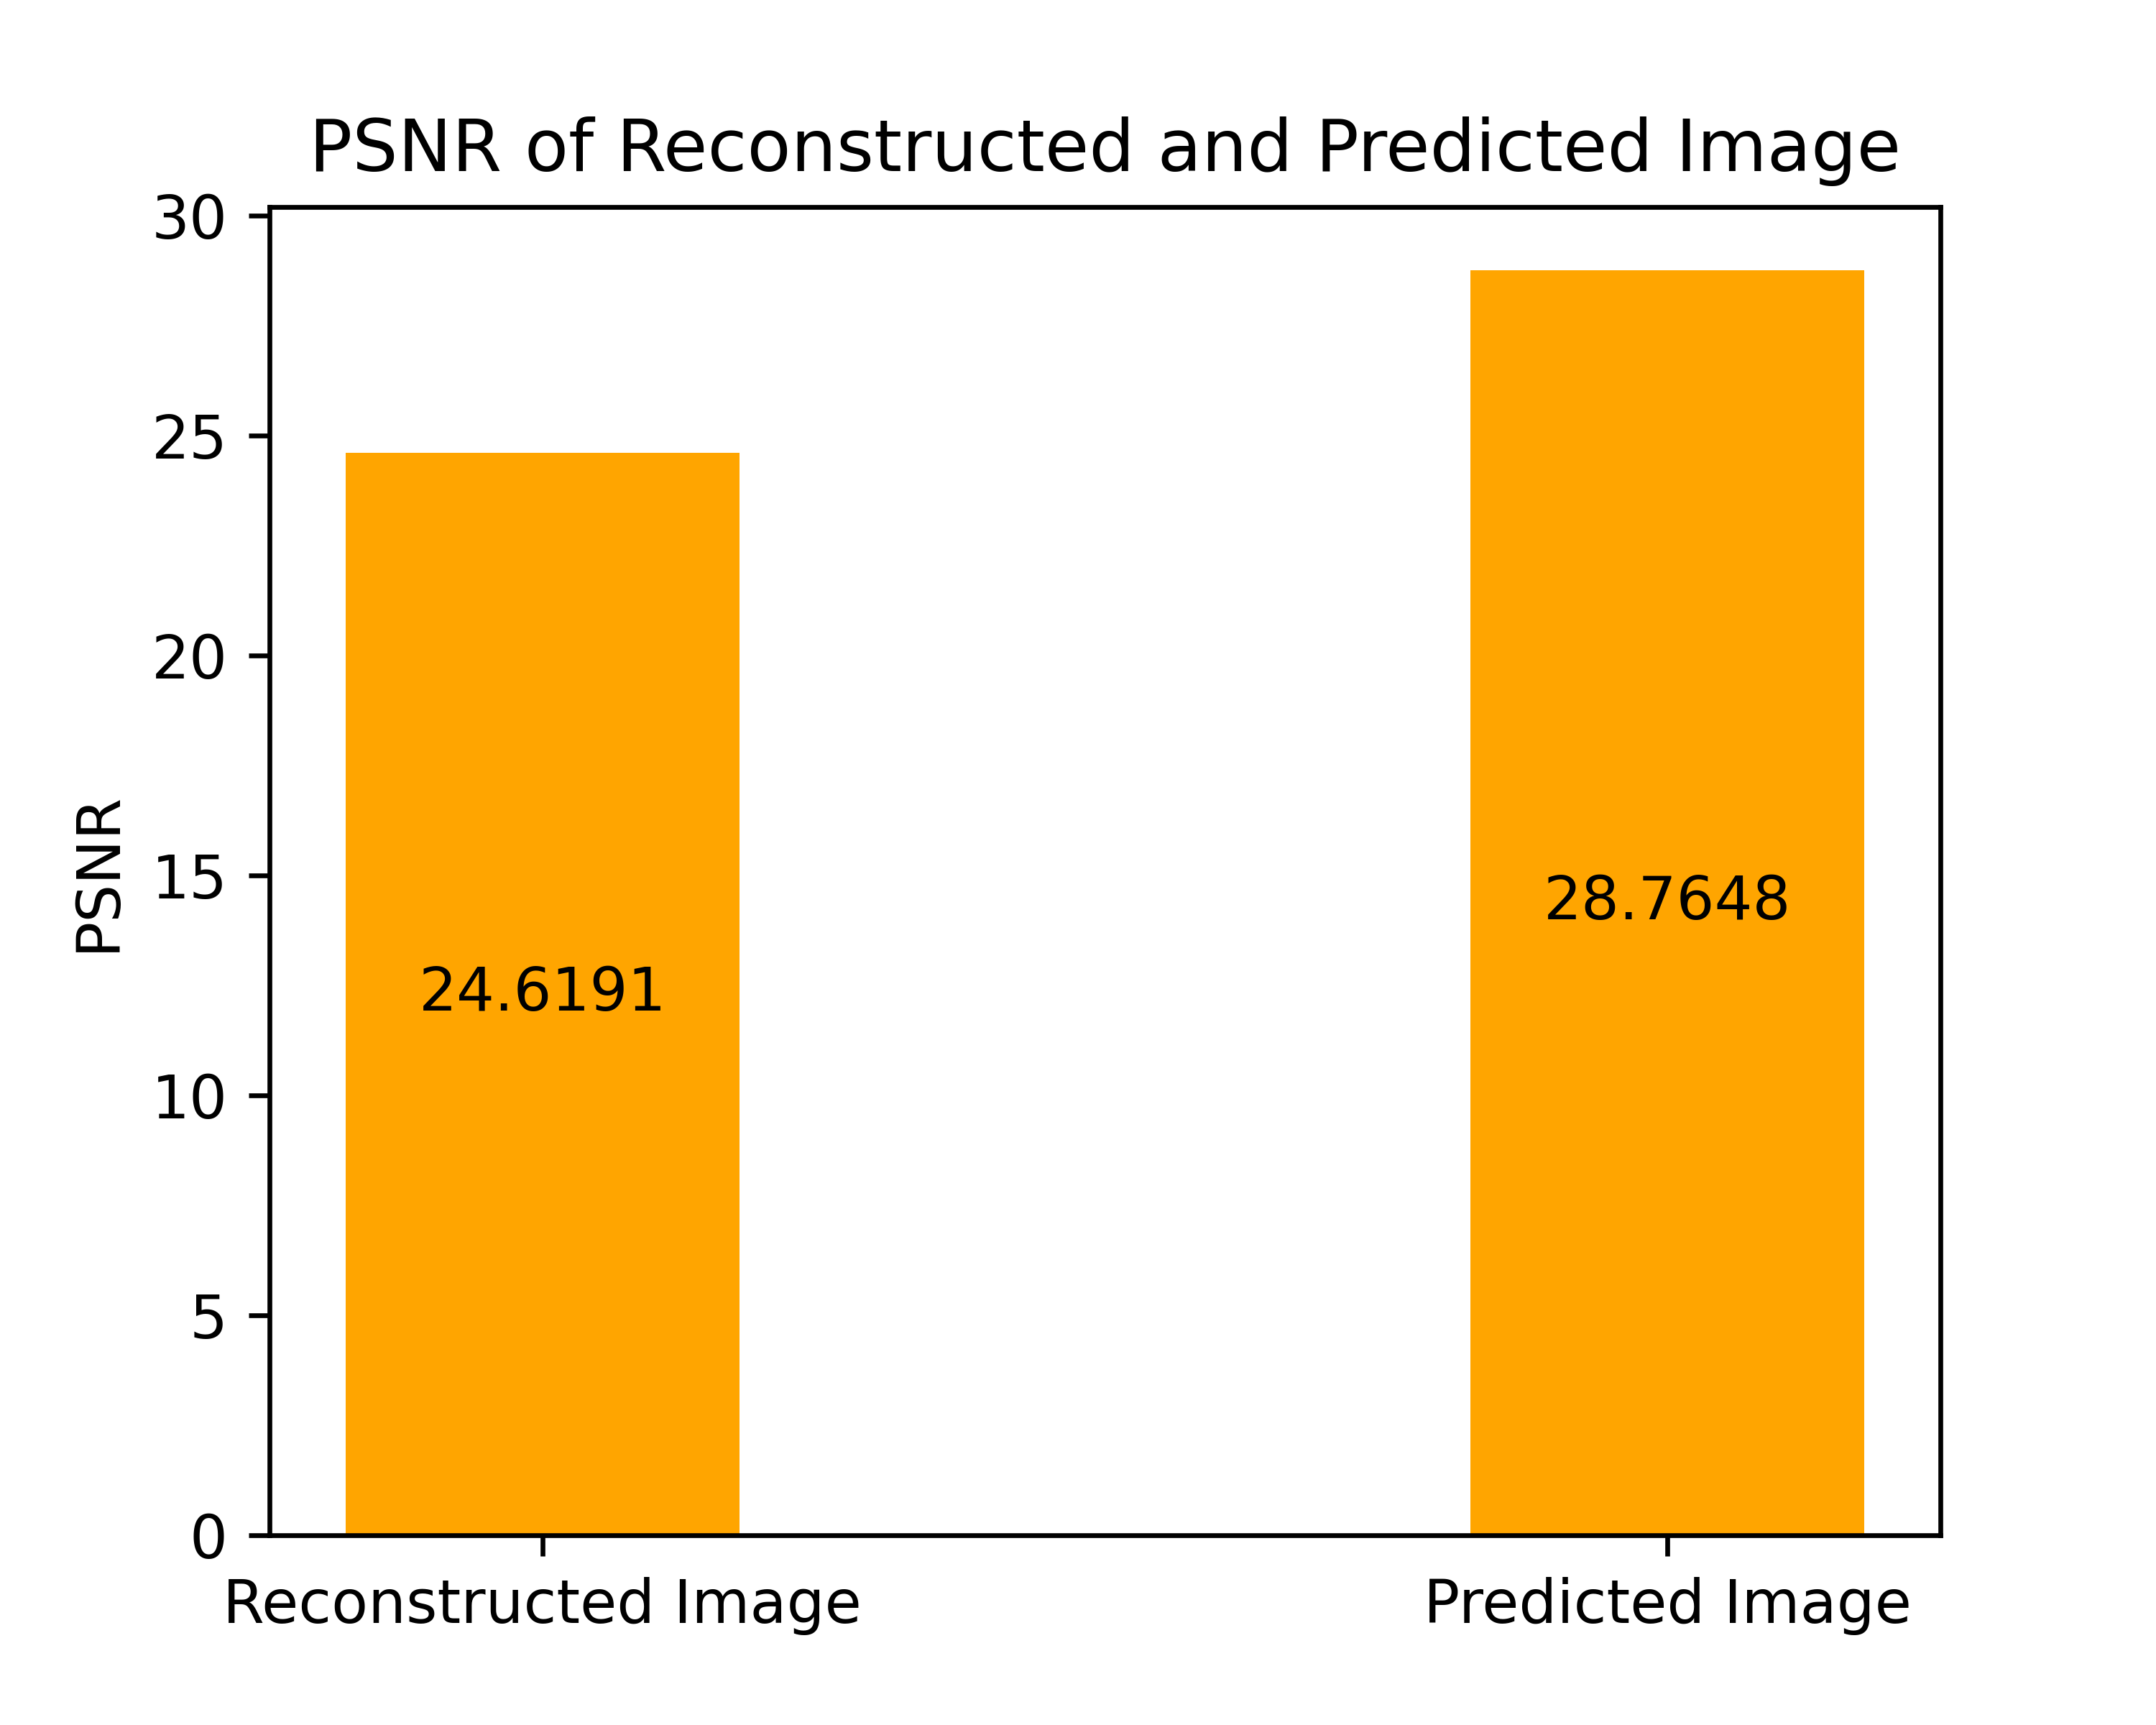 PSNR of Reconstructed and Predicted Image
30
25
20
15
10
5
0
PSNR
24.6191
28.7648
Reconstructed Image
Predicted Image